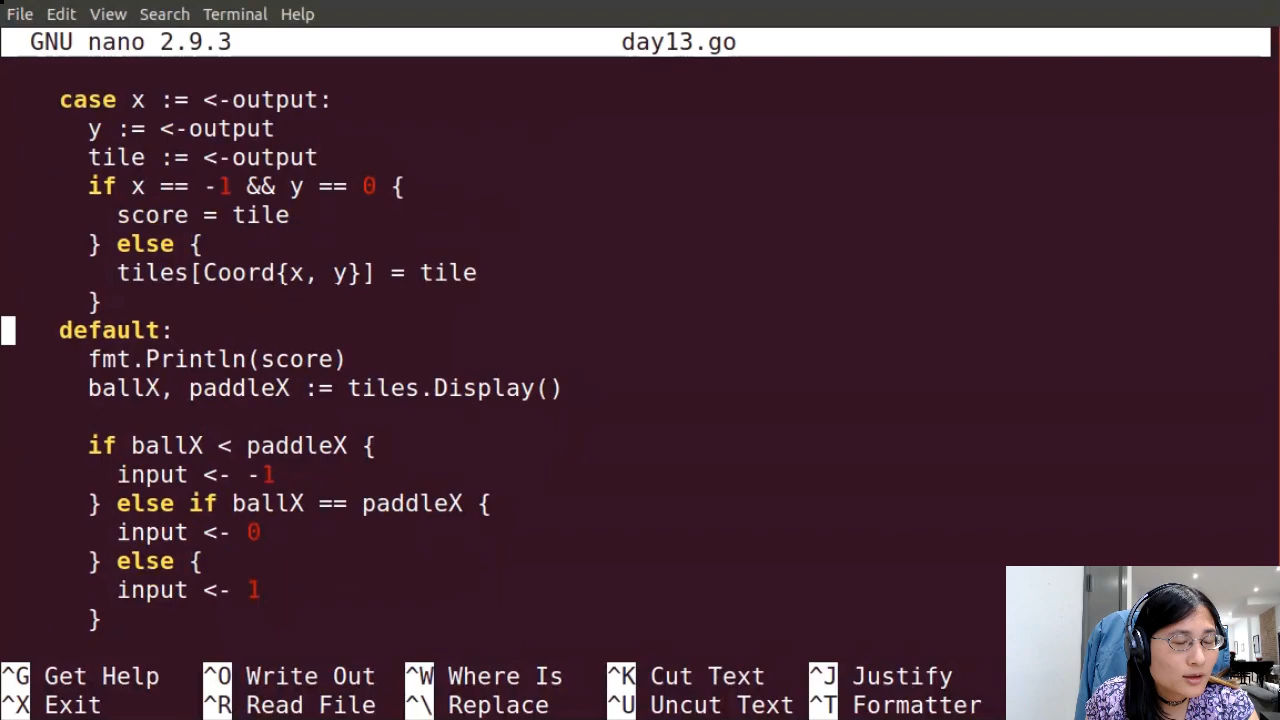 File Edit View Search Terminal Help
GNU nano 2.9.3 day13.go
case x := <-output:
y := <-output
tile := <-output
if x == -1 && y == 0 {
score = tile
} else {
tiles[Coord{x, y}] = tile
}
default:
fmt.Println(score)
ballX, paddleX := tiles.Display()
if ballX < paddleX {
input <- -1
} else if ballX == paddleX {
input <- 0
} else {
input <- 1
}
^G Get Help ^O Write Out ^W Where Is ^K Cut Text ^J Justify
^X Exit ^R Read File ^\ Replace ^U Uncut Text ^T Formatter